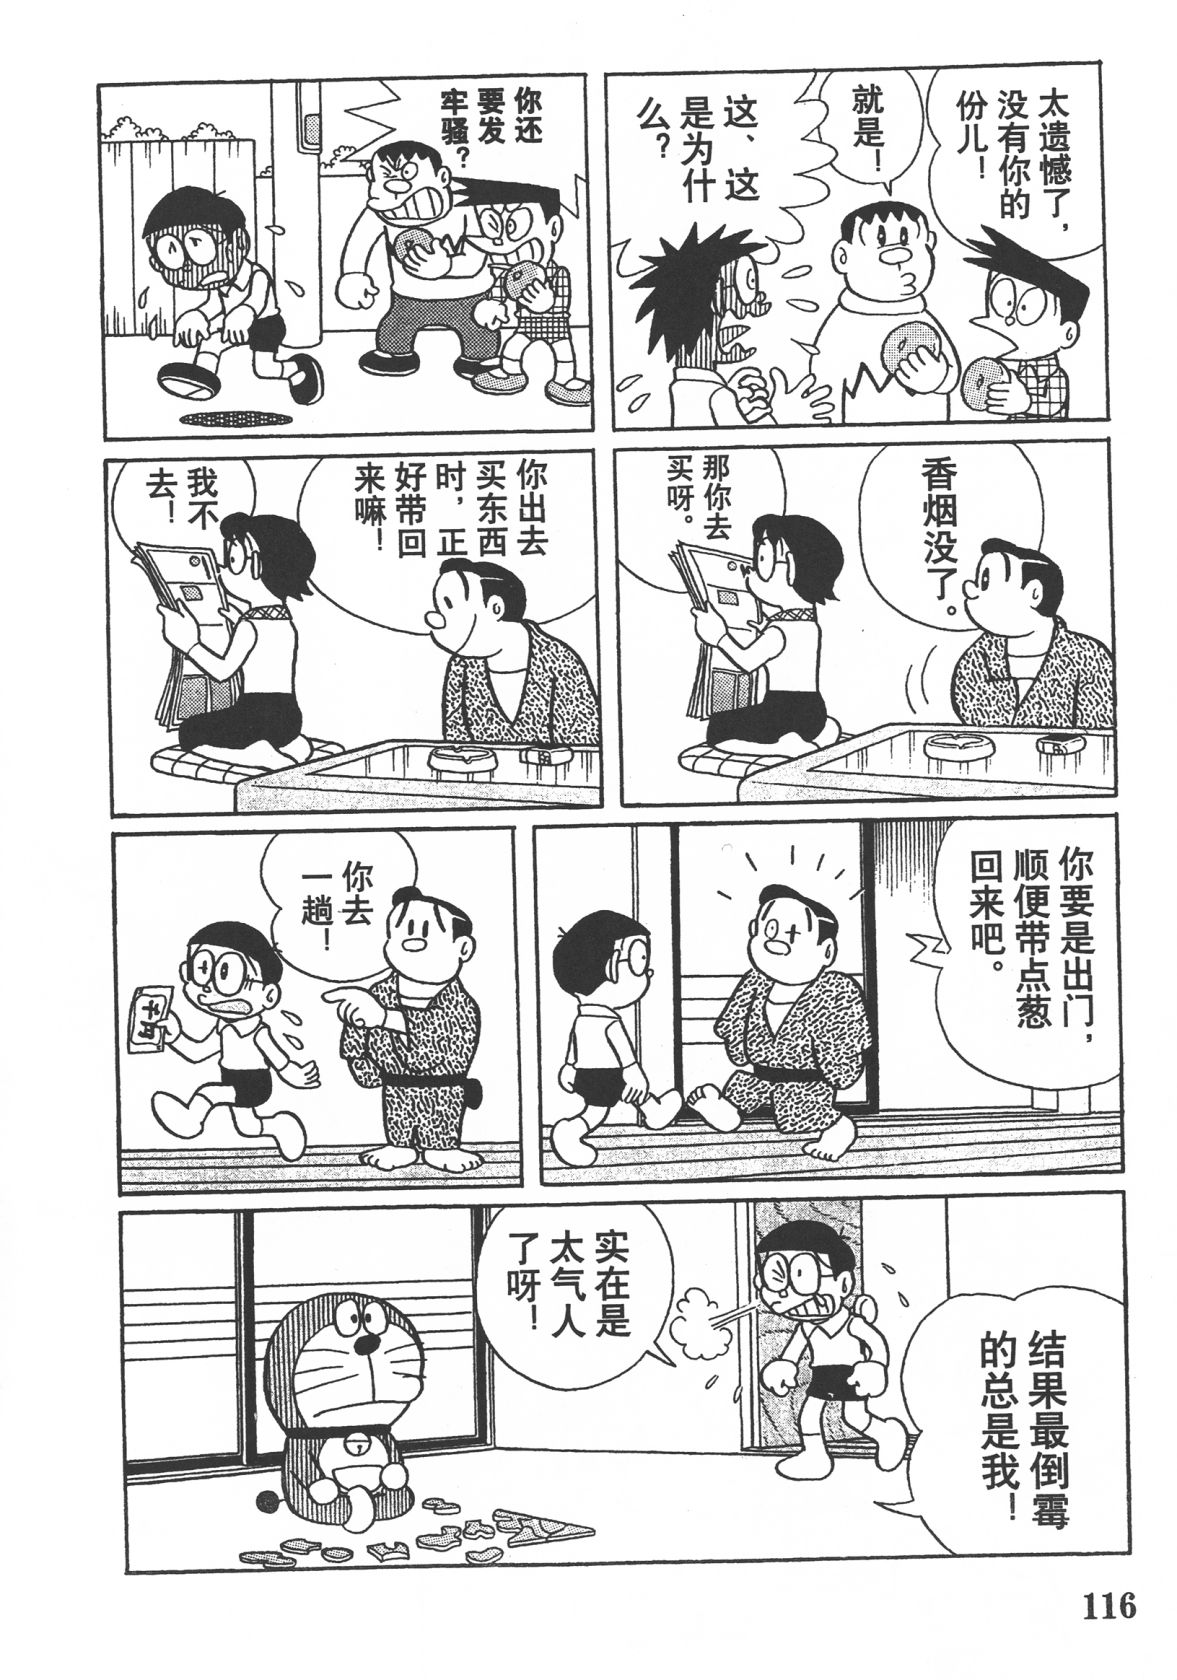 太遗憾了，
没有你的
份儿！
就是！
这、这
是为什
么？
你还
要发
牢骚？
香烟没了。
那你去
买呀。
你出去
买东西
时，正
好带回
来嘛！
我不
去！
你要是出门，
顺便带点葱
回来吧。
你去
一趟！
千円
结果最倒霉
的总是我！
实在是
太气人
了呀！
116